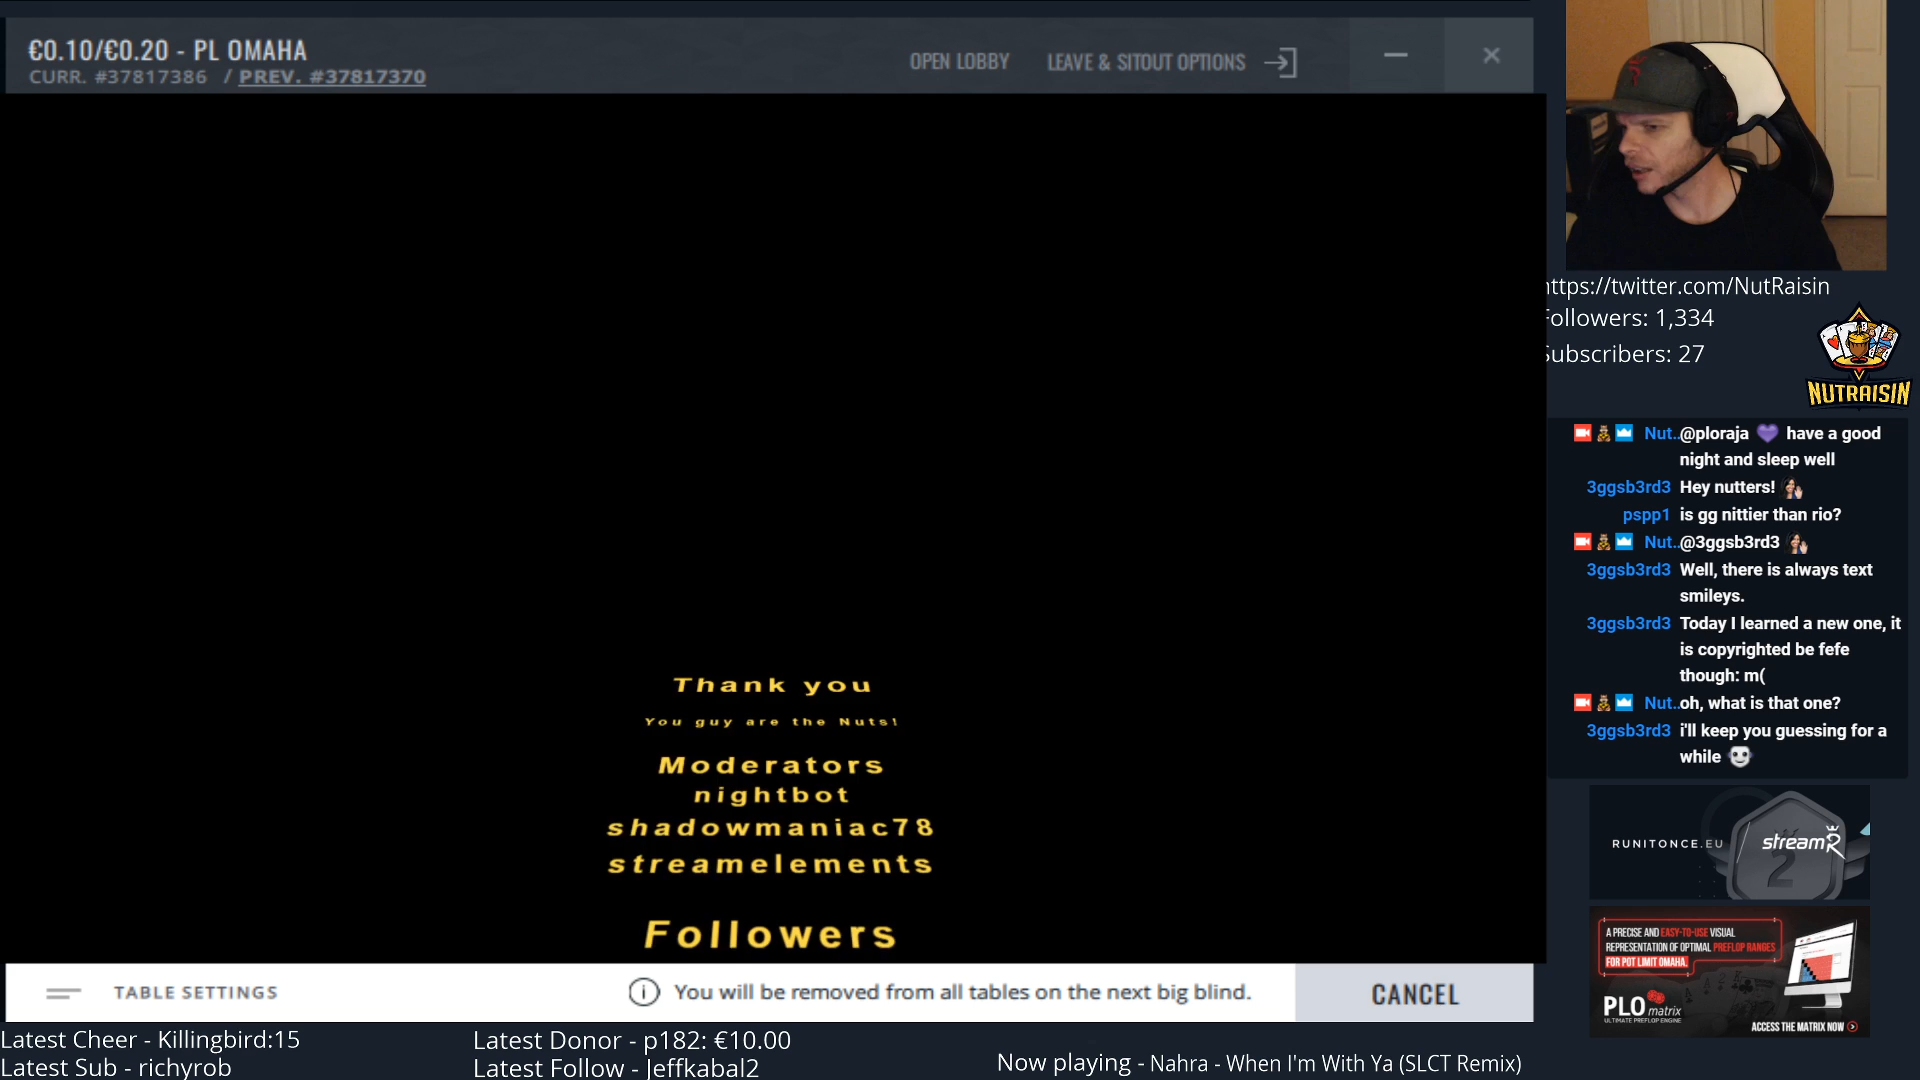 €0.10/€0.20 - PL OMAHA
CURR. #37817386 / PREV. #37817370
OPEN LOBBY
LEAVE & SITOUT OPTIONS
Thank you
You guy are the Nuts!
Moderators
nightbot
shadowmaniac78
streamelements
Followers
TABLE SETTINGS
You will be removed from all tables on the next big blind.
CANCEL
Latest Cheer - Killingbird:15
Latest Sub - richyrob
Latest Donor - p182: €10.00
Latest Follow - Jeffkabal2
Now playing - Nahra - When I'm With Ya (SLCT Remix)
ttps://twitter.com/NutRaisin
Followers: 1,334
Subscribers: 27
NUTRAISIN
Nut..@ploraja have a good
night and sleep well
3ggsb3rd3 Hey nutters!
pspp1 is gg nittier than rio?
Nut..@3ggsb3rd3
3ggsb3rd3 Well, there is always text
smileys.
3ggsb3rd3 Today I learned a new one, it
is copyrighted be fefe
though: m(
Nut..oh, what is that one?
3ggsb3rd3 i'll keep you guessing for a
while
RUNITONCE.EU / streamR
2
A PRECISE AND EASY-TO-USE VISUAL
REPRESENTATION OF OPTIMAL PREFLOP RANGES
FOR POT LIMIT OMAHA.
PLO matrix
ULTIMATE PREFLOP ENGINE
ACCESS THE MATRIX NOW